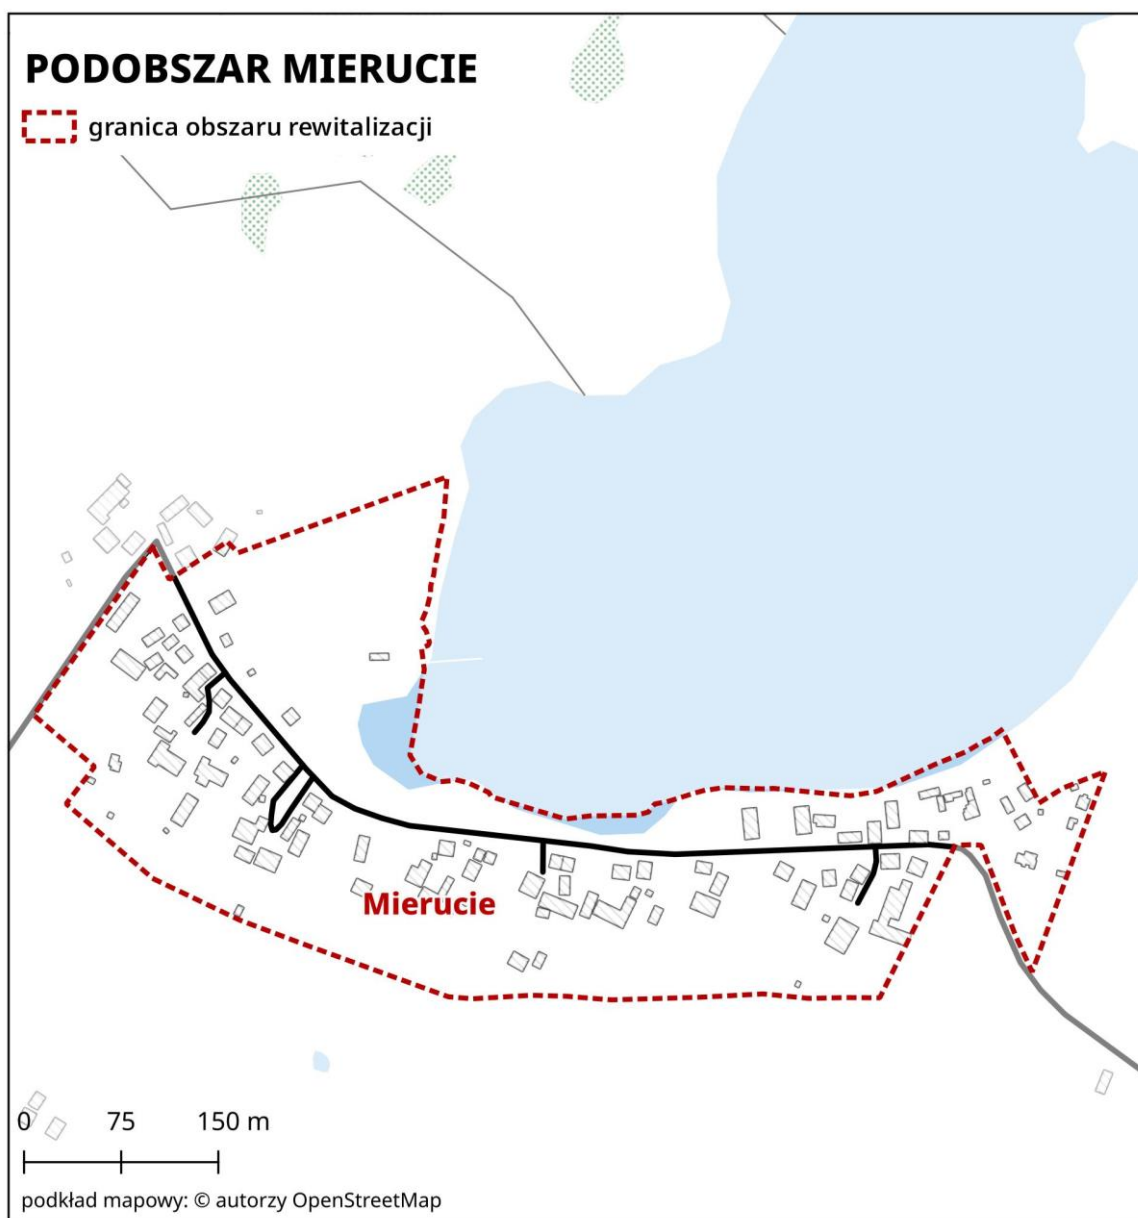 PODOBSZAR MIERUCIE
granica obszaru rewitalizacji
Mierucie
0 75 150 m
podkład mapowy: © autorzy OpenStreetMap